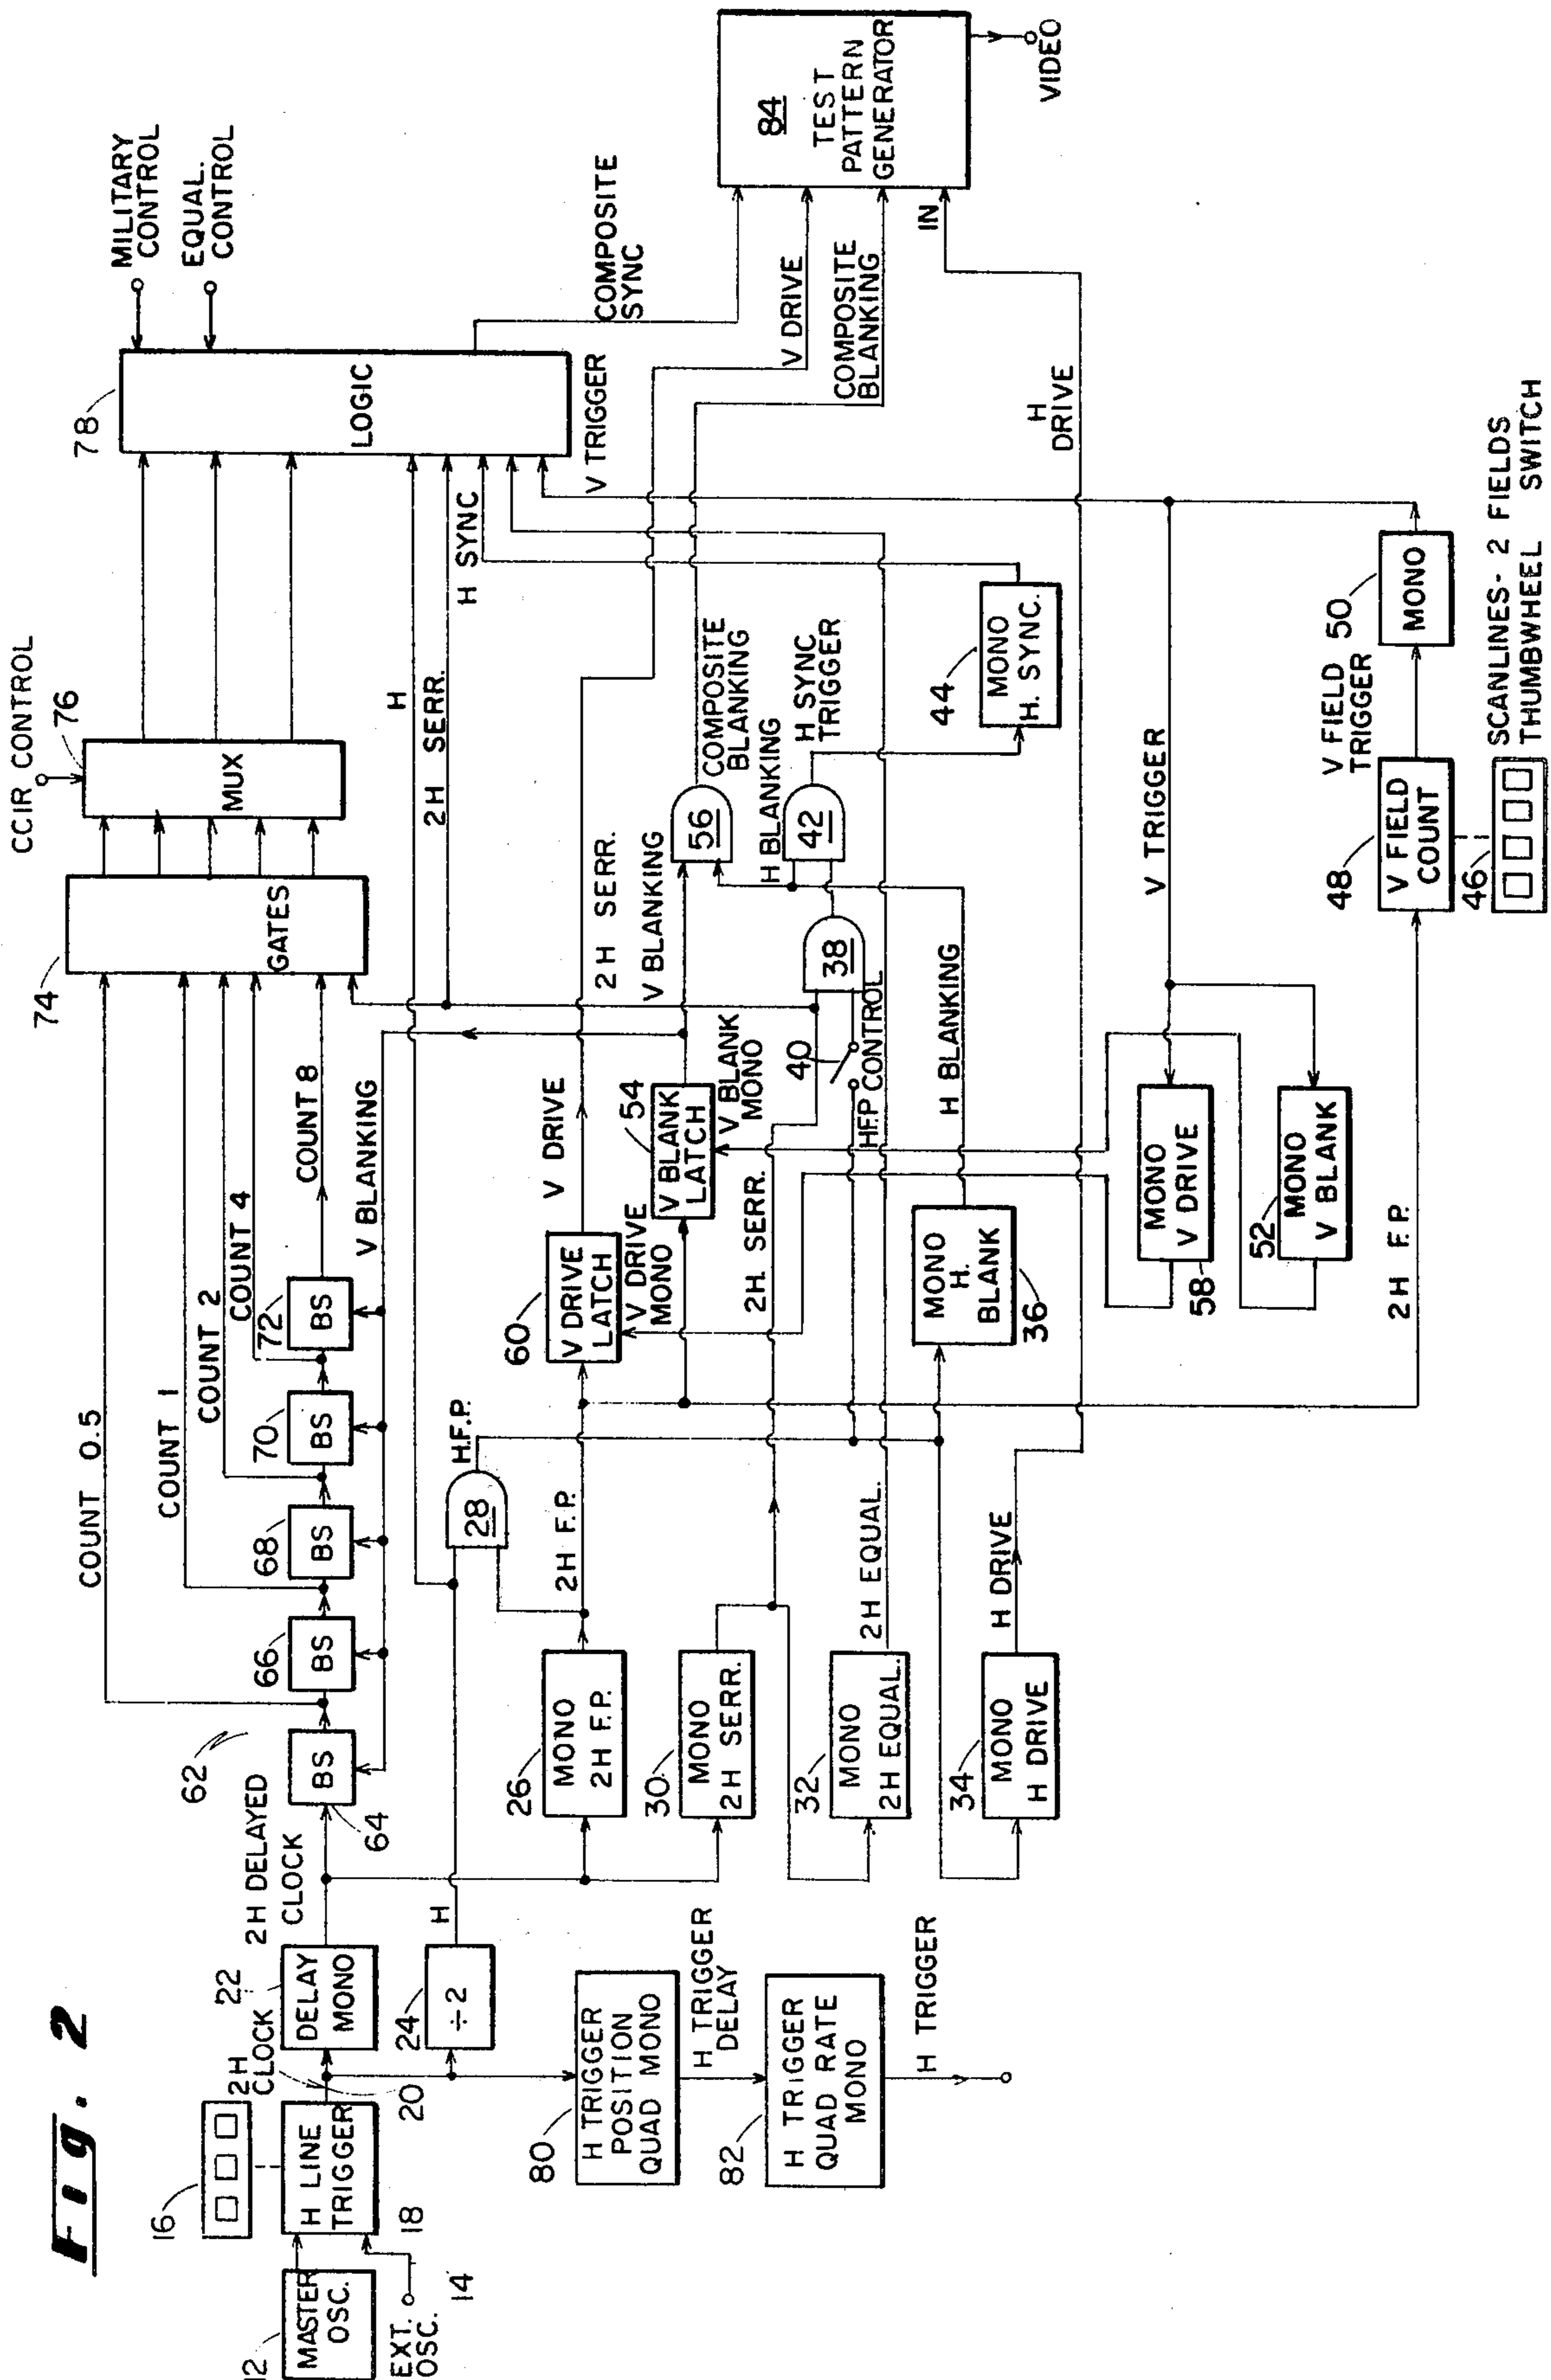 Fig. 2
MASTER
OSC.
12
EXT.
OSC.
14
16
H LINE
TRIGGER
18
2H
CLOCK
20
22
DELAY
MONO
2H DELAYED
CLOCK
24
÷2
H
H TRIGGER
POSITION
QUAD MONO
80
H TRIGGER
DELAY
H TRIGGER
QUAD RATE
MONO
82
H TRIGGER
62
BS
64
BS
66
BS
68
BS
70
BS
72
COUNT 0.5
COUNT 1
COUNT 2
COUNT 4
COUNT 8
V BLANKING
MONO
2H F.P.
26
2H F.P.
28
H.F.P.
MONO
2H SERR.
30
2H. SERR.
MONO
2H EQUAL.
32
2H EQUAL.
MONO
H DRIVE
34
H DRIVE
V DRIVE
LATCH
60
V DRIVE
MONO
V DRIVE
V BLANK
LATCH
54
V BLANK
MONO
MONO
H.
BLANK
36
H BLANKING
40
HFP CONTROL
38
MONO
V DRIVE
58
MONO
V BLANK
52
2H F.P.
74
GATES
CCIR CONTROL
76
MUX
2H SERR.
V BLANKING
56
H BLANKING
42
COMPOSITE
BLANKING
H SYNC
TRIGGER
MONO
H. SYNC.
44
H
2H SERR.
H SYNC
V TRIGGER
78
LOGIC
MILITARY
CONTROL
EQUAL.
CONTROL
COMPOSITE
SYNC
V DRIVE
COMPOSITE
BLANKING
H
DRIVE
IN
84
TEST
PATTERN
GENERATOR
VIDEO
V TRIGGER
V FIELD
COUNT
48
V FIELD
TRIGGER
MONO
50
46
SCANLINES- 2 FIELDS
THUMBWHEEL SWITCH